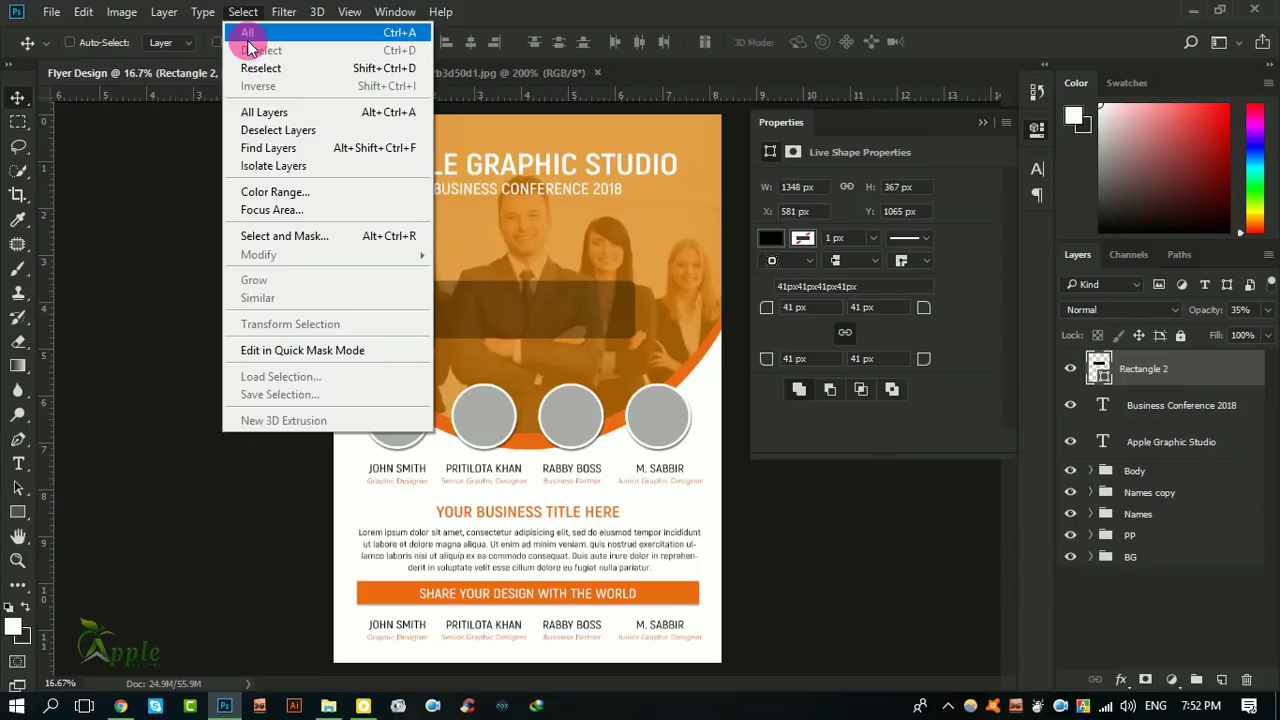 Ps File Edit Image Layer Type Select Filter 3D View Window Help
Auto-Select: Layer 3D Mode:
Flyer Design @ 16.7% (Rectangle 2, b3d50d1.jpg @ 200% (RGB/8*) ×
All Ctrl+A
Deselect Ctrl+D
Reselect Shift+Ctrl+D
Inverse Shift+Ctrl+I
All Layers Alt+Ctrl+A
Deselect Layers
Find Layers Alt+Shift+Ctrl+F
Isolate Layers
Color Range...
Focus Area...
Select and Mask... Alt+Ctrl+R
Modify
Grow
Similar
Transform Selection
Edit in Quick Mask Mode
Load Selection...
Save Selection...
New 3D Extrusion
LE GRAPHIC STUDIO
BUSINESS CONFERENCE 2018
JOHN SMITH PRITILOTA KHAN RABBY BOSS M. SABBIR
Graphic Designer Senior Graphic Designer Business Partner Junior Graphic Designer
YOUR BUSINESS TITLE HERE
Lorem ipsum dolor sit amet, consectetur adipisicing elit, sed do eiusmod tempor incididunt
ut labore et dolore magna aliqua. Ut enim ad minim veniam, quis nostrud exercitation ul-
lamco laboris nisi ut aliquip ex ea commodo consequat. Duis aute irure dolor in reprehen-
derit in voluptate velit esse cillum dolore eu fugiat nulla pariatur.
SHARE YOUR DESIGN WITH THE WORLD
JOHN SMITH PRITILOTA KHAN RABBY BOSS M. SABBIR
Graphic Designer Senior Graphic Designer Business Partner Junior Graphic Designer
Properties
Live Shape Properties
W: 1348 px H: 367 px
X: 581 px Y: 1065 px
1 px
41px41px41px41px
41 px 41 px
41 px 41 px
Color Swatches
Layers Channels Paths
Kind
Normal Opacity: 100%
Lock: Fill: 100%
Rectangle 2
Business Conference 2018
Apple Graphic Studio
Body
Names copy
Names
Apple
16.67% Doc: 24.9M/55.9M
ENG 7:52 PM